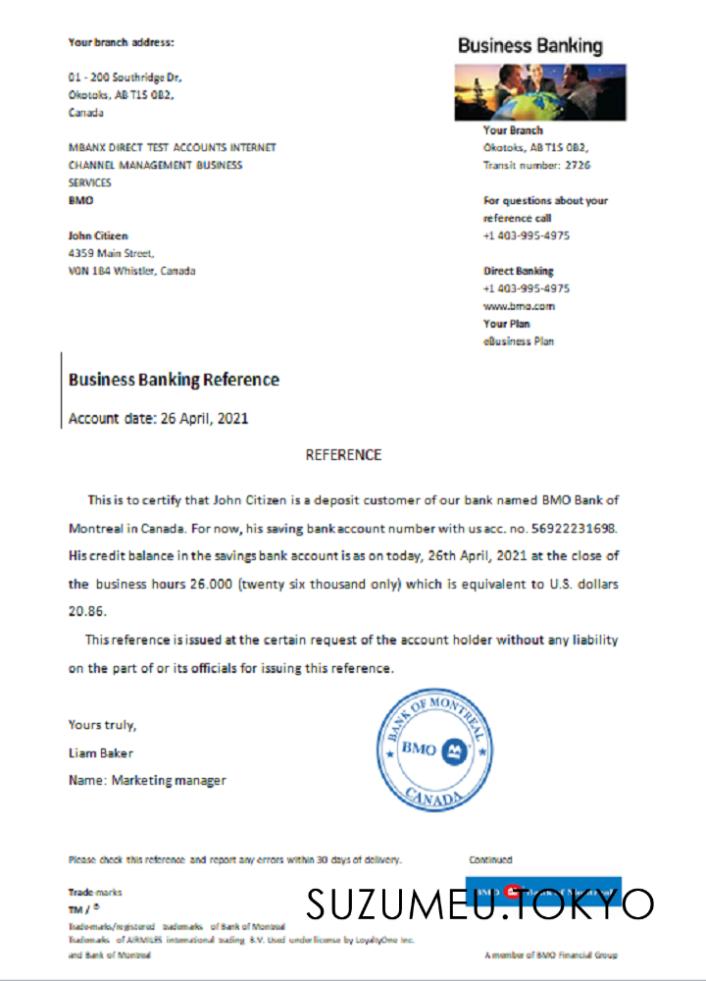 Your branch address:
01 - 200 Southridge Dr,
Okotoks, AB T1S 0B2,
Canada
MBANX DIRECT TEST ACCOUNTS INTERNET
CHANNEL MANAGEMENT BUSINESS
SERVICES
BMO
John Citizen
4359 Main Street,
V0N 1B4 Whistler, Canada
Business Banking
Your Branch
Okotoks, AB T1S 0B2,
Transit number: 2726
For questions about your
reference call
+1 403-995-4975
Direct Banking
+1 403-995-4975
www.bmo.com
Your Plan
eBusiness Plan
Business Banking Reference
Account date: 26 April, 2021
REFERENCE
This is to certify that John Citizen is a deposit customer of our bank named BMO Bank of
Montreal in Canada. For now, his saving bank account number with us acc. no. 56922231698.
His credit balance in the savings bank account is as on today, 26th April, 2021 at the close of
the business hours 26.000 (twenty six thousand only) which is equivalent to U.S. dollars
20.86.
This reference is issued at the certain request of the account holder without any liability
on the part of or its officials for issuing this reference.
Yours truly,
Liam Baker
Name: Marketing manager
BANK OF MONTREAL
BMO
CANADA
Please check this reference and report any errors within 30 days of delivery.
Continued
Trade-marks
TM / ®
Trademarks/registered trademarks of Bank of Montreal
Trademarks of AIRMILES international trading B.V. Used under license by LoyaltyOne Inc.
and Bank of Montreal
BMO
SUZUMEU.TOKYO
A member of BMO Financial Group